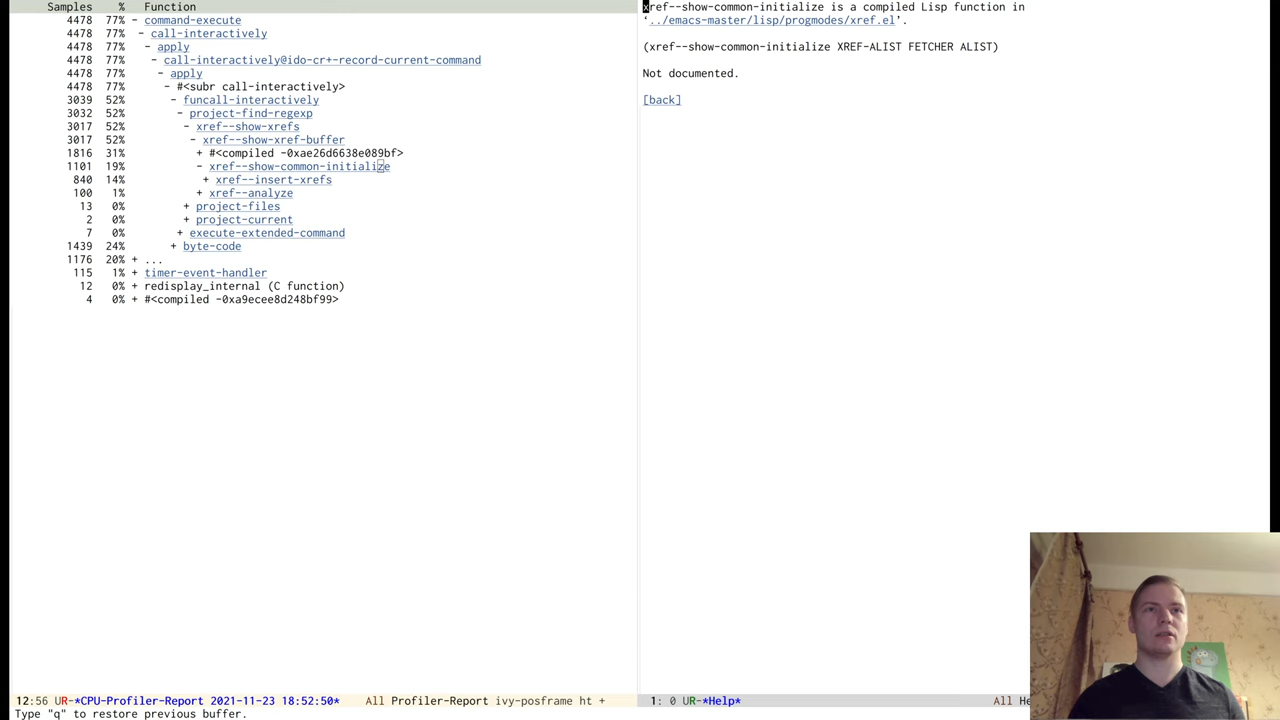 Samples % Function
4478 77% - command-execute
4478 77% - call-interactively
4478 77% - apply
4478 77% - call-interactively@ido-cr+-record-current-command
4478 77% - apply
4478 77% - #<subr call-interactively>
3039 52% - funcall-interactively
3032 52% - project-find-regexp
3017 52% - xref--show-xrefs
3017 52% - xref--show-xref-buffer
1816 31% + #<compiled -0xae26d6638e089bf>
1101 19% - xref--show-common-initialize
840 14% + xref--insert-xrefs
100 1% + xref--analyze
13 0% + project-files
2 0% + project-current
7 0% + execute-extended-command
1439 24% + byte-code
1176 20% + ...
115 1% + timer-event-handler
12 0% + redisplay_internal (C function)
4 0% + #<compiled -0xa9ecee8d248bf99>
12:56 UR-*CPU-Profiler-Report 2021-11-23 18:52:50* All Profiler-Report ivy-posframe ht +
Type "q" to restore previous buffer.
xref--show-common-initialize is a compiled Lisp function in
‘../emacs-master/lisp/progmodes/xref.el’.
(xref--show-common-initialize XREF-ALIST FETCHER ALIST)
Not documented.
[back]
1: 0 UR-*Help* All He